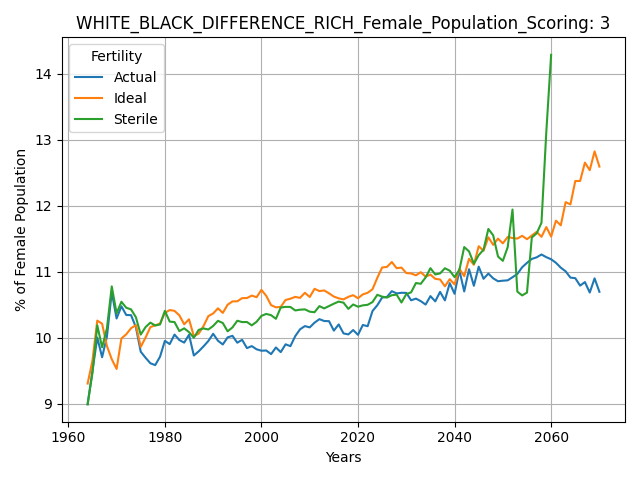 WHITE_BLACK_DIFFERENCE_RICH_Female_Population_Scoring: 3
Fertility
Actual
Ideal
Sterile
% of Female Population
14
13
12
11
10
9
1960 1980 2000 2020 2040 2060
Years